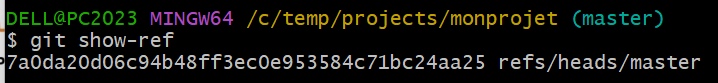 DELL@PC2023 MINGW64 /c/temp/projects/monprojet (master)
$ git show-ref
7a0da20d06c94b48ff3ec0e953584c71bc24aa25 refs/heads/master